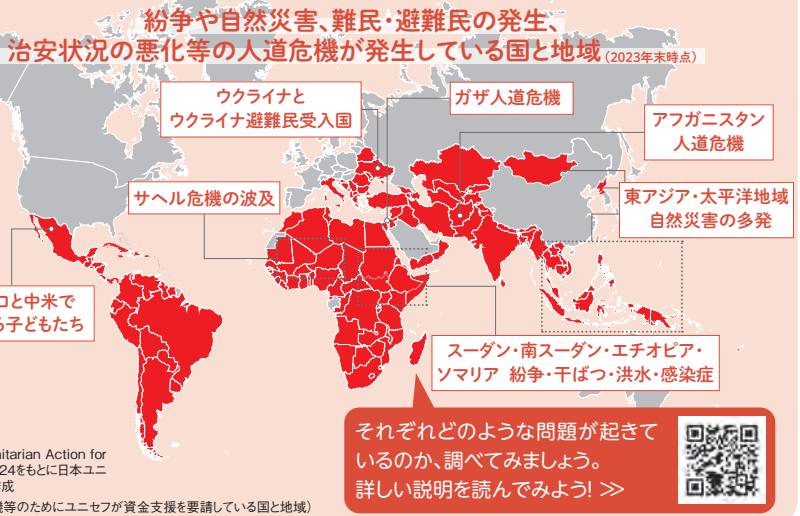 紛争や自然災害、難民・避難民の発生、
治安状況の悪化等の人道危機が発生している国と地域(2023年末時点)
ウクライナと
ウクライナ避難民受入国
ガザ人道危機
アフガニスタン
人道危機
サヘル危機の波及
東アジア・太平洋地域
自然災害の多発
コと中米で
る子どもたち
スーダン・南スーダン・エチオピア・
ソマリア 紛争・干ばつ・洪水・感染症
それぞれどのような問題が起きて
いるのか、調べてみましょう。
詳しい説明を読んでみよう! ≫
nitarian Action for
24をもとに日本ユニ
成
機等のためにユニセフが資金支援を要請している国と地域)